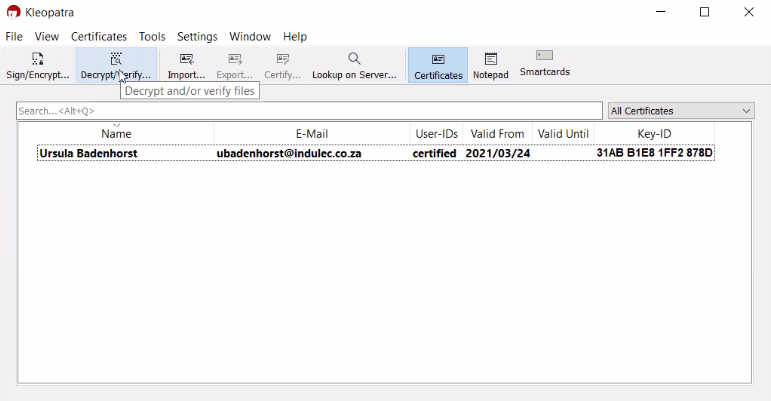 Kleopatra
File View Certificates Tools Settings Window Help
Sign/Encrypt... Decrypt/Verify... Import... Export... Certify... Lookup on Server... Certificates Notepad Smartcards
Decrypt and/or verify files
Search...<Alt+Q> All Certificates
Name E-Mail User-IDs Valid From Valid Until Key-ID
Ursula Badenhorst ubadenhorst@indulec.co.za certified 2021/03/24 31AB B1E8 1FF2 878D